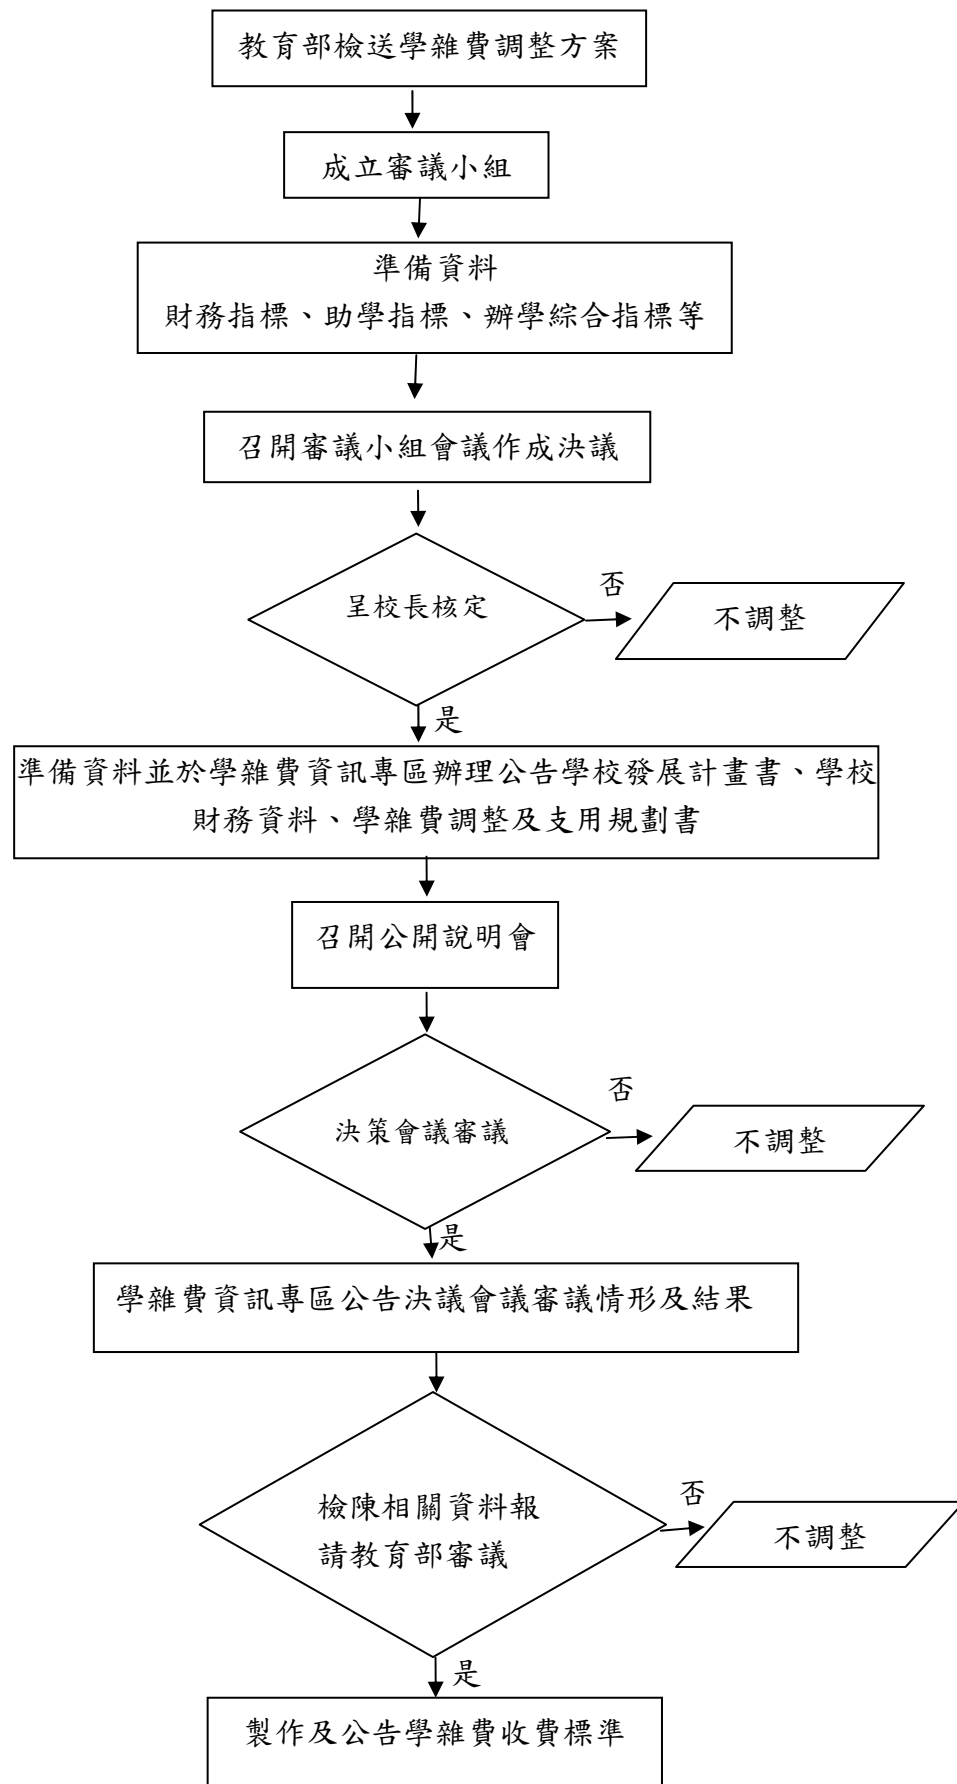 教育部檢送學雜費調整方案
成立審議小組
準備資料
財務指標、助學指標、辦學綜合指標等
召開審議小組會議作成決議
呈校長核定
否
不調整
是
準備資料並於學雜費資訊專區辦理公告學校發展計畫書、學校
財務資料、學雜費調整及支用規劃書
召開公開說明會
決策會議審議
否
不調整
是
學雜費資訊專區公告決議會議審議情形及結果
檢陳相關資料報
請教育部審議
否
不調整
是
製作及公告學雜費收費標準